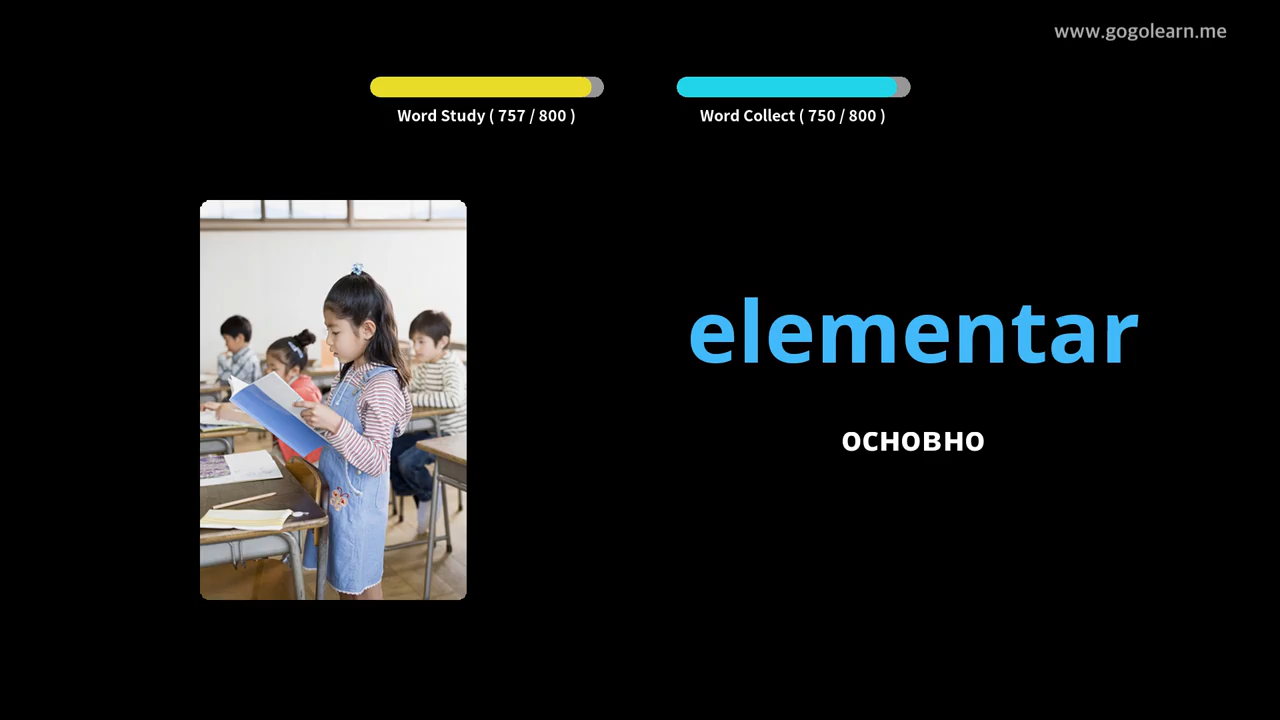 www.gogolearn.me
Word Study ( 757 / 800 )
Word Collect ( 750 / 800 )
elementar
основно